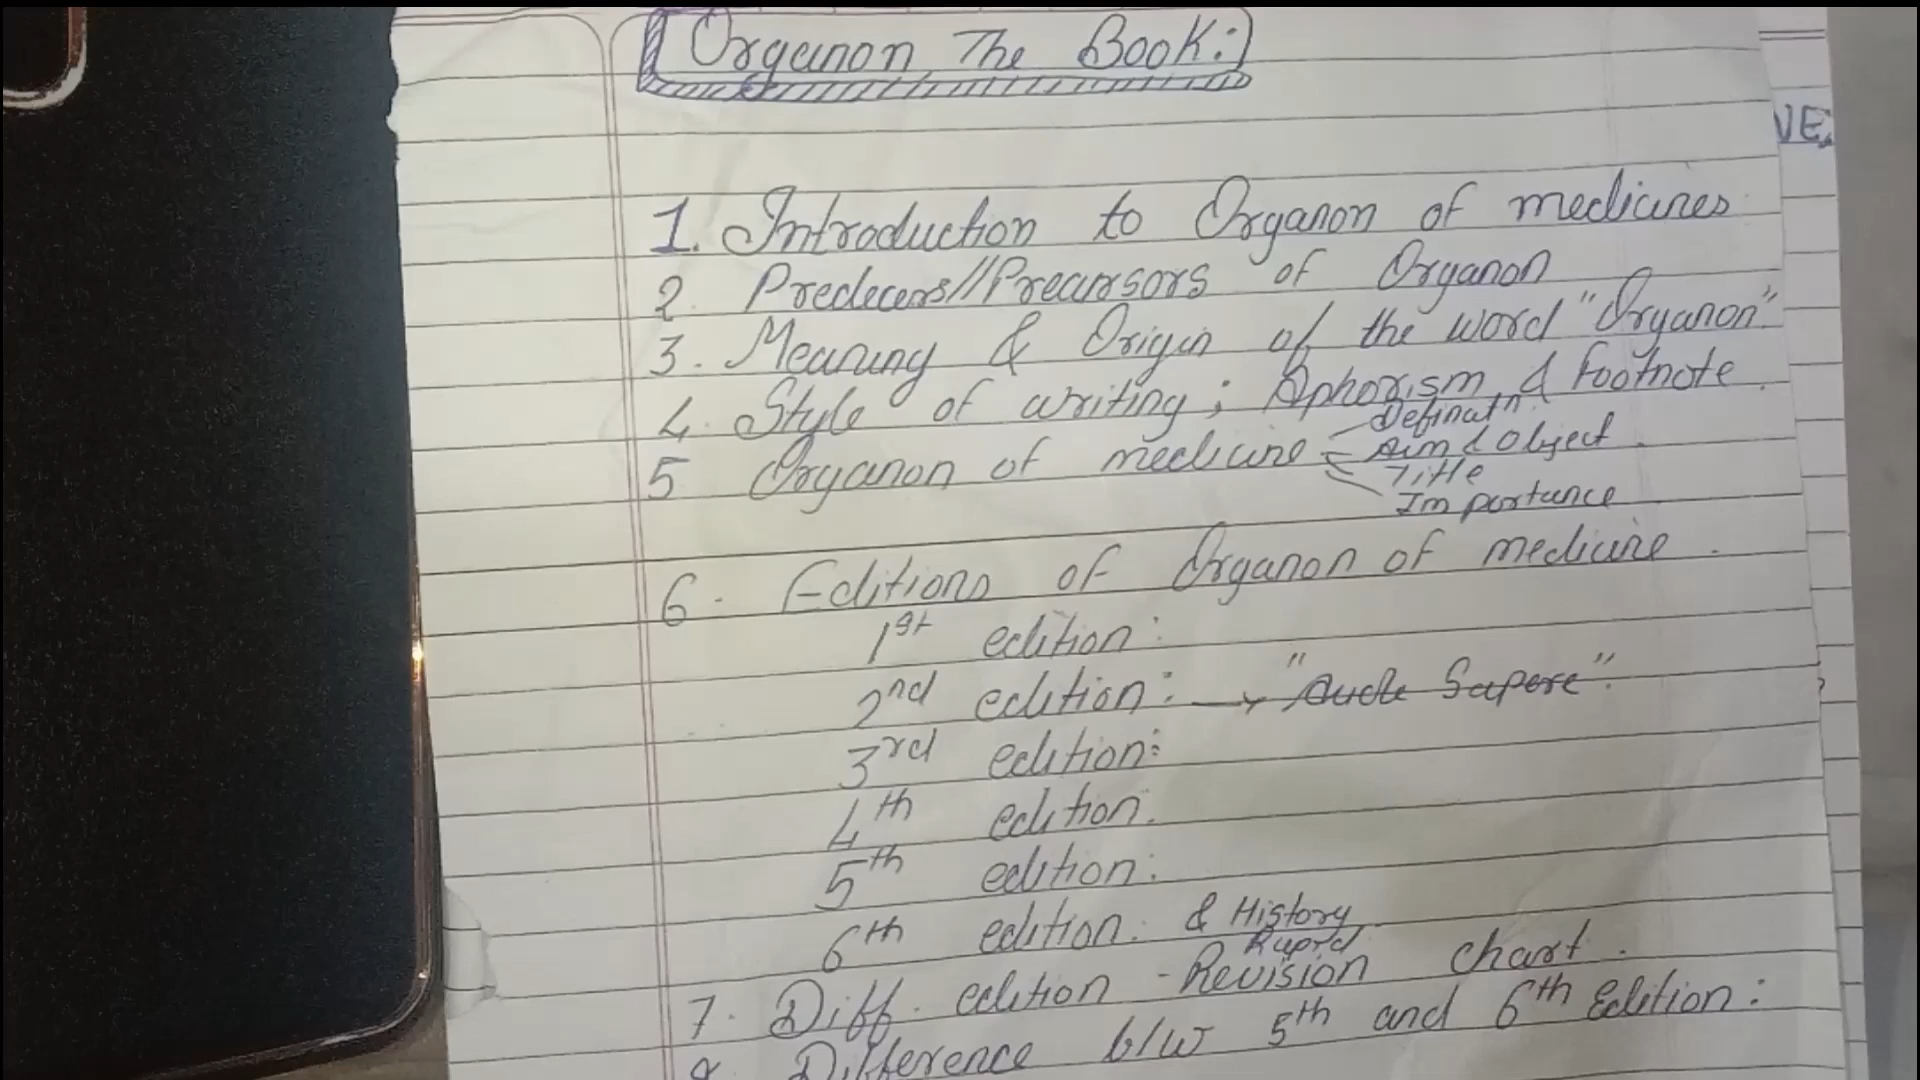 Organon The Book:
NE,
1. Introduction to Organon of medicines
2. Predecers//Precursors of Organon
3. Meaning & Origin of the word "Organon"
4. Style of writing; Aphorism & Footnote.
5 Organon of medicine
Definatn
Aim & Object.
Title
Importance
6. Editions of Organon of medicine.
1st edition:
2nd edition: → "Aude Sapere".
3rd edition:
4th edition.
5th edition:
6th edition. & History
7. Diff. edition - Rapid Revision chart.
8. Difference b/w 5th and 6th Edition: